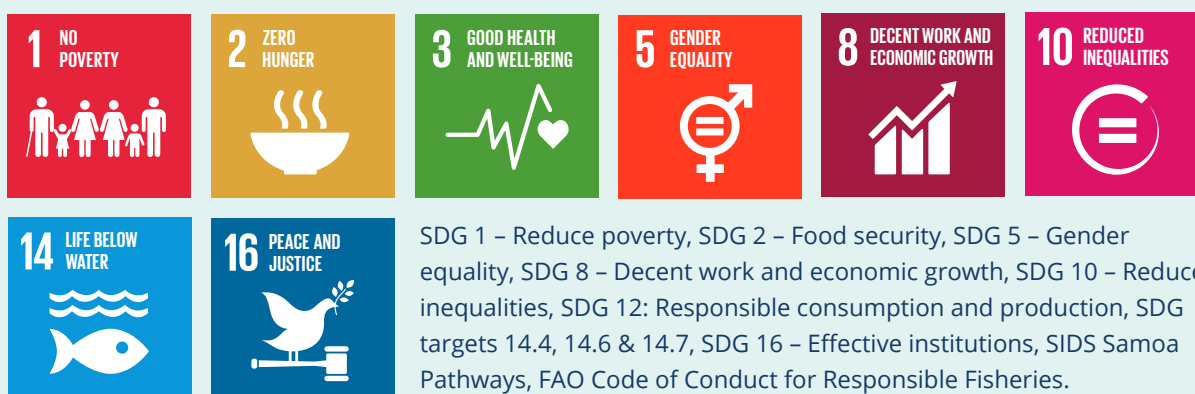 1 NO
POVERTY
2 ZERO
HUNGER
3 GOOD HEALTH
AND WELL-BEING
5 GENDER
EQUALITY
8 DECENT WORK AND
ECONOMIC GROWTH
10 REDUCED
INEQUALITIES
14 LIFE BELOW
WATER
16 PEACE AND
JUSTICE
SDG 1 – Reduce poverty, SDG 2 – Food security, SDG 5 – Gender
equality, SDG 8 – Decent work and economic growth, SDG 10 – Reduce
inequalities, SDG 12: Responsible consumption and production, SDG
targets 14.4, 14.6 & 14.7, SDG 16 – Effective institutions, SIDS Samoa
Pathways, FAO Code of Conduct for Responsible Fisheries.